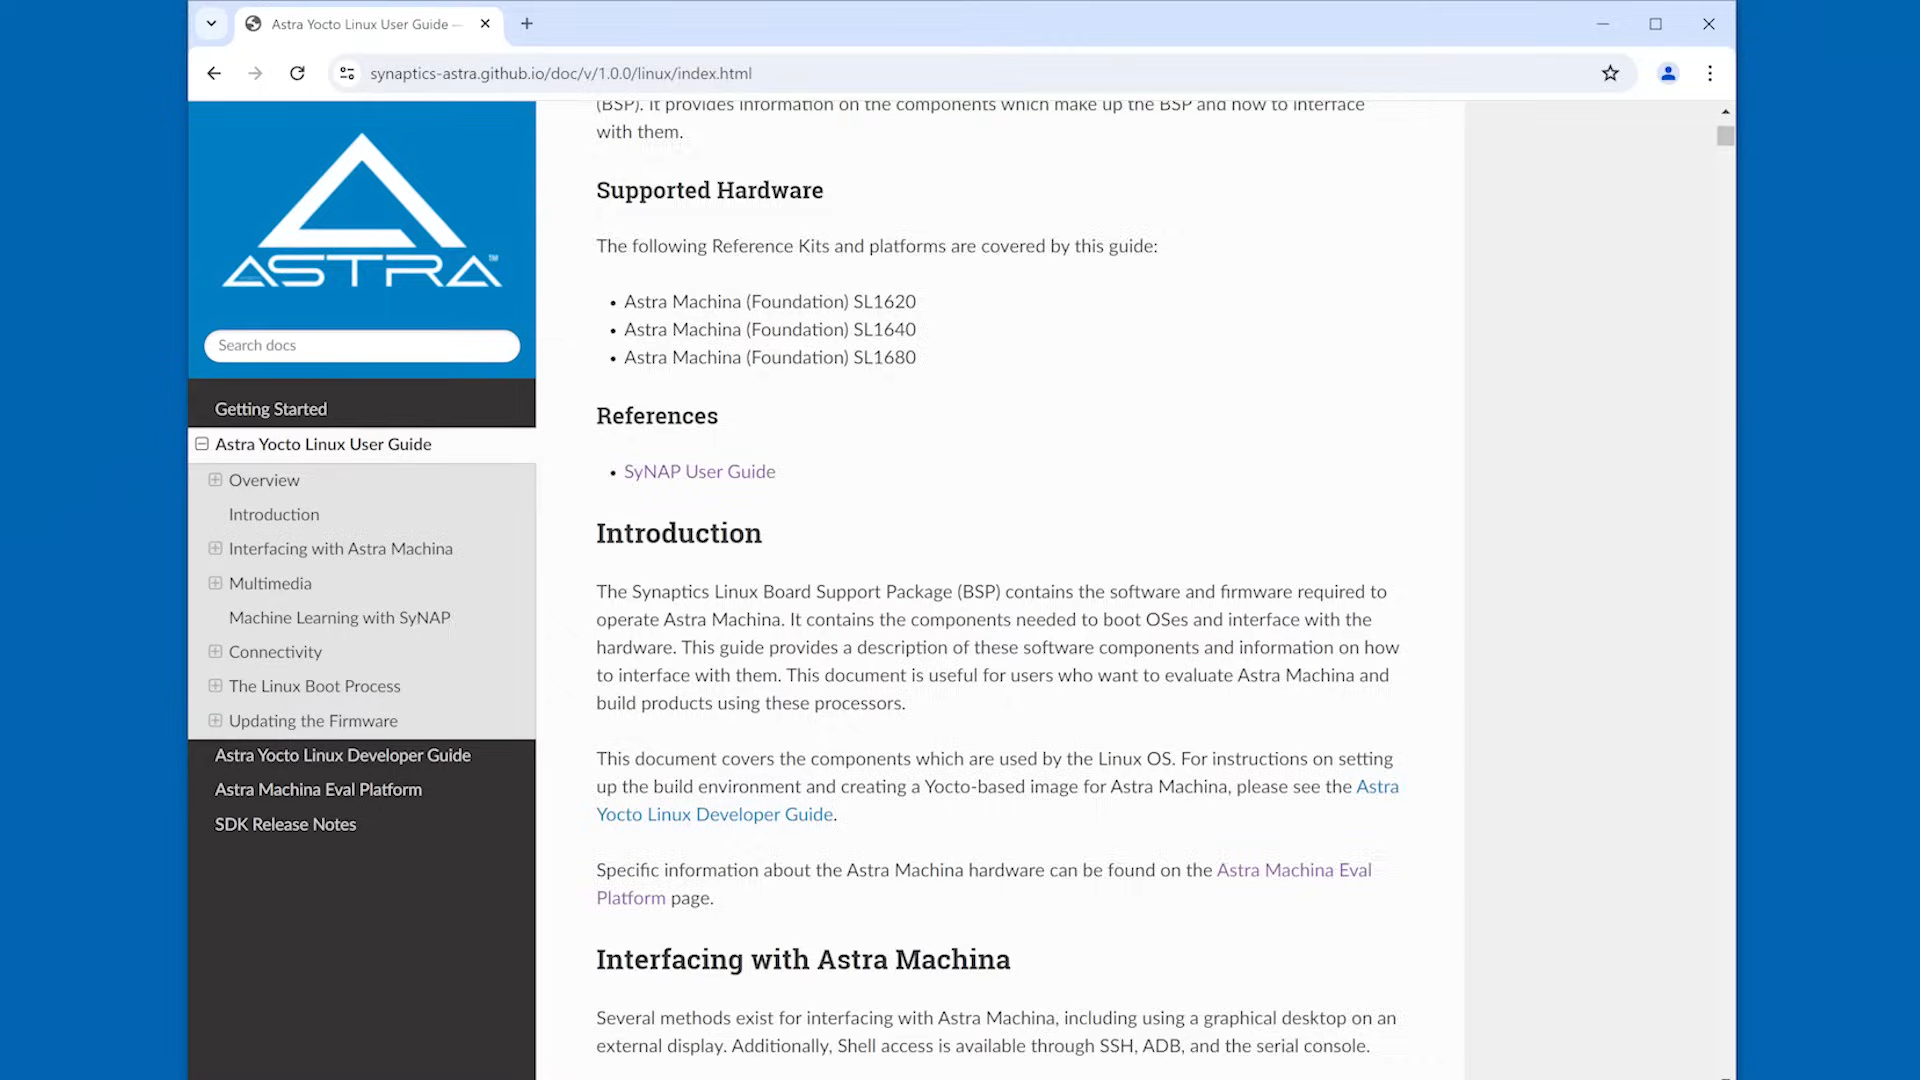 Astra Yocto Linux User Guide —
synaptics-astra.github.io/doc/v/1.0.0/linux/index.html
ASTRA™
Search docs
Getting Started
Astra Yocto Linux User Guide
Overview
Introduction
Interfacing with Astra Machina
Multimedia
Machine Learning with SyNAP
Connectivity
The Linux Boot Process
Updating the Firmware
Astra Yocto Linux Developer Guide
Astra Machina Eval Platform
SDK Release Notes
(BSP). It provides information on the components which make up the BSP and how to interface
with them.
Supported Hardware
The following Reference Kits and platforms are covered by this guide:
• Astra Machina (Foundation) SL1620
• Astra Machina (Foundation) SL1640
• Astra Machina (Foundation) SL1680
References
• SyNAP User Guide
Introduction
The Synaptics Linux Board Support Package (BSP) contains the software and firmware required to
operate Astra Machina. It contains the components needed to boot OSes and interface with the
hardware. This guide provides a description of these software components and information on how
to interface with them. This document is useful for users who want to evaluate Astra Machina and
build products using these processors.
This document covers the components which are used by the Linux OS. For instructions on setting
up the build environment and creating a Yocto-based image for Astra Machina, please see the Astra
Yocto Linux Developer Guide.
Specific information about the Astra Machina hardware can be found on the Astra Machina Eval
Platform page.
Interfacing with Astra Machina
Several methods exist for interfacing with Astra Machina, including using a graphical desktop on an
external display. Additionally, Shell access is available through SSH, ADB, and the serial console.